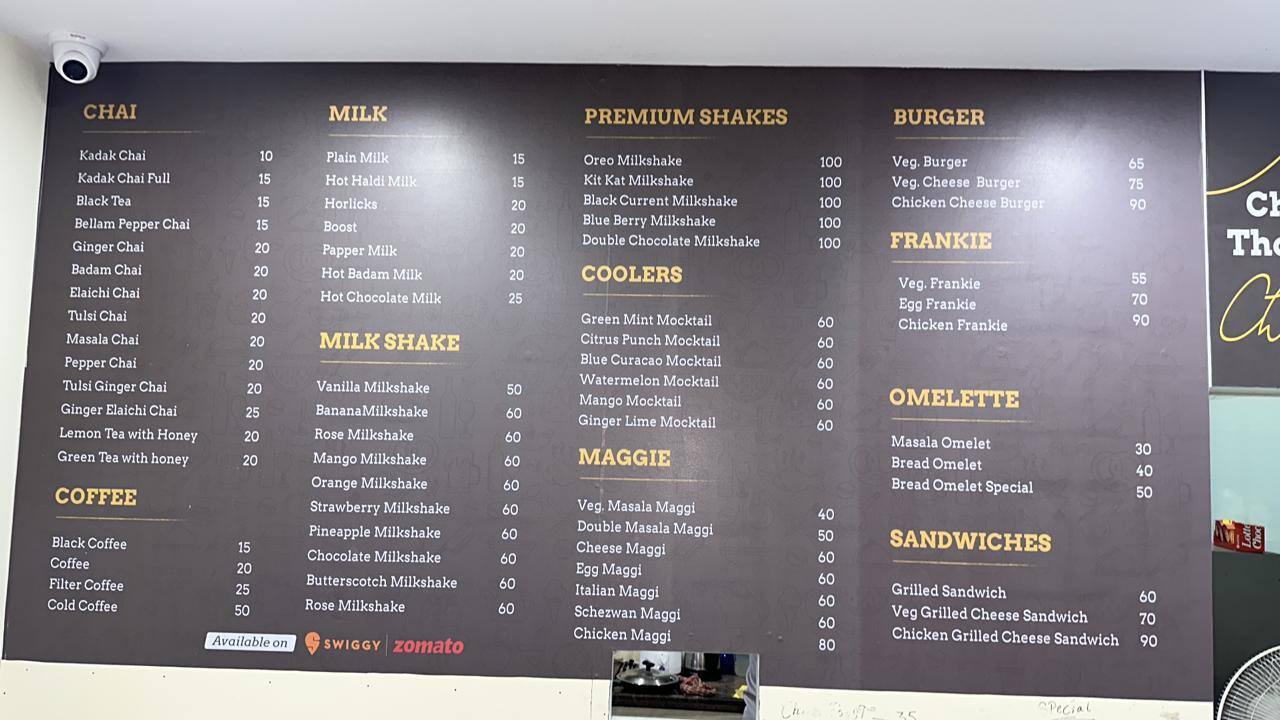 CHAI
Kadak Chai 10
Kadak Chai Full 15
Black Tea 15
Bellam Pepper Chai 15
Ginger Chai 20
Badam Chai 20
Elaichi Chai 20
Tulsi Chai 20
Masala Chai 20
Pepper Chai 20
Tulsi Ginger Chai 20
Ginger Elaichi Chai 25
Lemon Tea with Honey 20
Green Tea with honey 20
COFFEE
Black Coffee 15
Coffee 20
Filter Coffee 25
Cold Coffee 50
MILK
Plain Milk 15
Hot Haldi Milk 15
Horlicks 20
Boost 20
Papper Milk 20
Hot Badam Milk 20
Hot Chocolate Milk 25
MILK SHAKE
Vanilla Milkshake 50
BananaMilkshake 60
Rose Milkshake 60
Mango Milkshake 60
Orange Milkshake 60
Strawberry Milkshake 60
Pineapple Milkshake 60
Chocolate Milkshake 60
Butterscotch Milkshake 60
Rose Milkshake 60
Available on SWIGGY zomato
PREMIUM SHAKES
Oreo Milkshake 100
Kit Kat Milkshake 100
Black Current Milkshake 100
Blue Berry Milkshake 100
Double Chocolate Milkshake 100
COOLERS
Green Mint Mocktail 60
Citrus Punch Mocktail 60
Blue Curacao Mocktail 60
Watermelon Mocktail 60
Mango Mocktail 60
Ginger Lime Mocktail 60
MAGGIE
Veg. Masala Maggi 40
Double Masala Maggi 50
Cheese Maggi 60
Egg Maggi 60
Italian Maggi 60
Schezwan Maggi 60
Chicken Maggi 80
BURGER
Veg. Burger 65
Veg. Cheese Burger 75
Chicken Cheese Burger 90
FRANKIE
Veg. Frankie 55
Egg Frankie 70
Chicken Frankie 90
OMELETTE
Masala Omelet 30
Bread Omelet 40
Bread Omelet Special 50
SANDWICHES
Grilled Sandwich 60
Veg Grilled Cheese Sandwich 70
Chicken Grilled Cheese Sandwich 90
35 SPecial